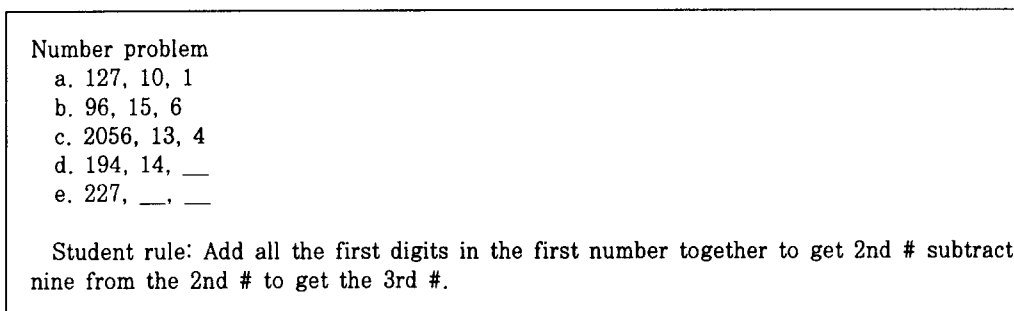 Number problem
a. 127, 10, 1
b. 96, 15, 6
c. 2056, 13, 4
d. 194, 14, __
e. 227, __, __
Student rule: Add all the first digits in the first number together to get 2nd # subtract
nine from the 2nd # to get the 3rd #.